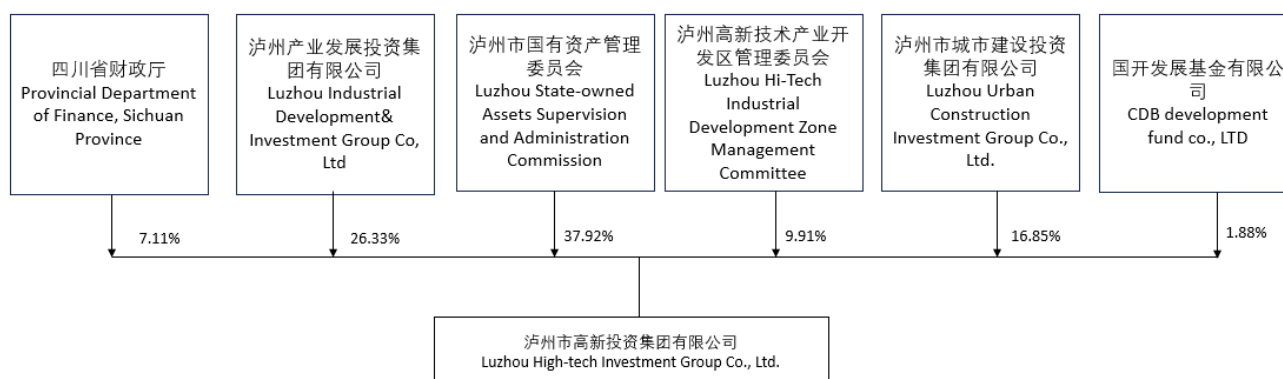 四川省财政厅
Provincial Department
of Finance, Sichuan
Province
泸州产业发展投资集
团有限公司
Luzhou Industrial
Development&
Investment Group Co,
Ltd
泸州市国有资产管理
委员会
Luzhou State-owned
Assets Supervision
and Administration
Commission
泸州高新技术产业开
发区管理委员会
Luzhou Hi-Tech
Industrial
Development Zone
Management
Committee
泸州市城市建设投资
集团有限公司
Luzhou Urban
Construction
Investment Group Co.,
Ltd.
国开发展基金有限公
司
CDB development
fund co., LTD
7.11%
26.33%
37.92%
9.91%
16.85%
1.88%
泸州市高新投资集团有限公司
Luzhou High-tech Investment Group Co., Ltd.